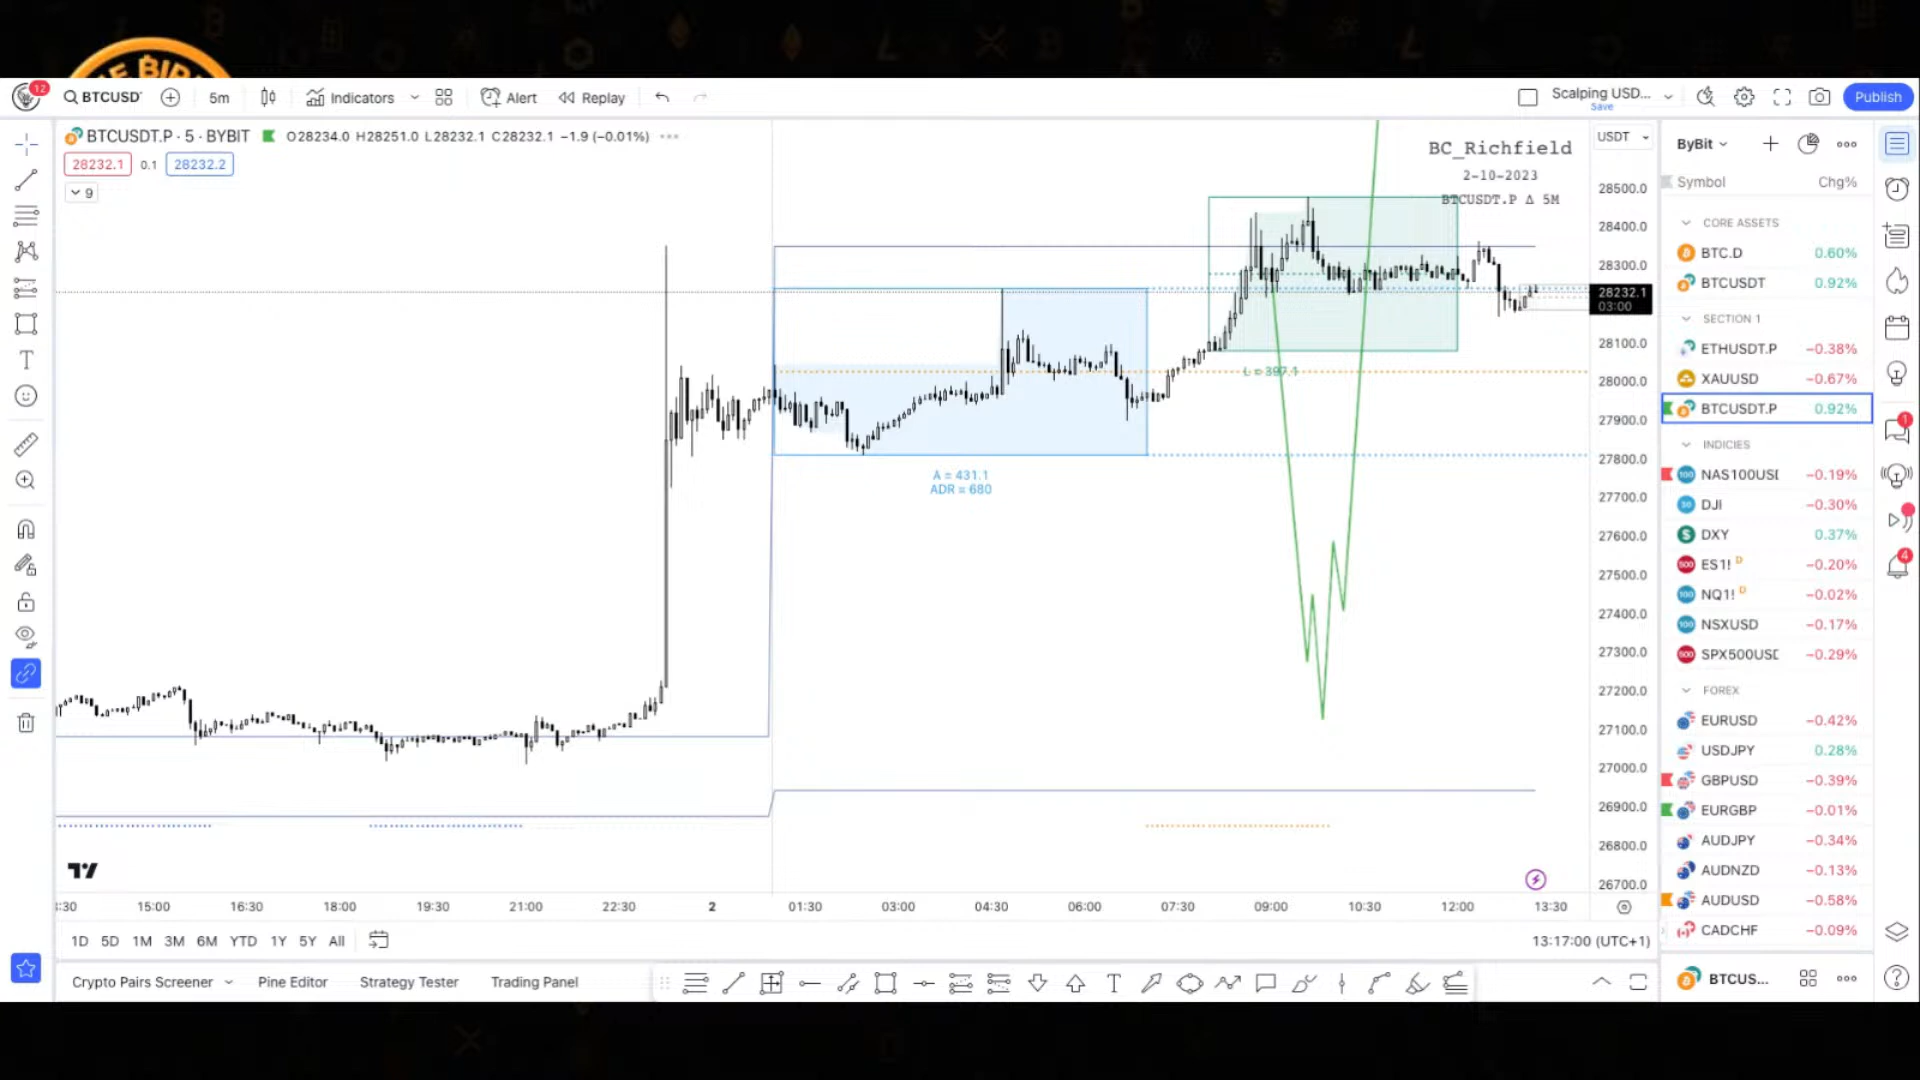 12
BTCUSD
5m
Indicators
Alert
Replay
Scalping USD...
Save
Publish
BTCUSDT.P · 5 · BYBIT
O28234.0 H28251.0 L28232.1 C28232.1 −1.9 (−0.01%)
28232.1
0.1
28232.2
9
BC_Richfield
2-10-2023
BTCUSDT.P Δ 5M
L = 397.1
A = 431.1
ADR = 680
USDT
28500.0
28400.0
28300.0
28232.1
03:00
28100.0
28000.0
27900.0
27800.0
27700.0
27600.0
27500.0
27400.0
27300.0
27200.0
27100.0
27000.0
26900.0
26800.0
26700.0
:30
15:00
16:30
18:00
19:30
21:00
22:30
2
01:30
03:00
04:30
06:00
07:30
09:00
10:30
12:00
13:30
1D 5D 1M 3M 6M YTD 1Y 5Y All
13:17:00 (UTC+1)
Crypto Pairs Screener
Pine Editor
Strategy Tester
Trading Panel
ByBit
Symbol Chg%
CORE ASSETS
BTC.D 0.60%
BTCUSDT 0.92%
SECTION 1
ETHUSDT.P −0.38%
XAUUSD −0.67%
BTCUSDT.P 0.92%
INDICIES
NAS100USD −0.19%
DJI −0.30%
DXY 0.37%
ES1! D −0.20%
NQ1! D −0.02%
NSXUSD −0.17%
SPX500USD −0.29%
FOREX
EURUSD −0.42%
USDJPY 0.28%
GBPUSD −0.39%
EURGBP −0.01%
AUDJPY −0.34%
AUDNZD −0.13%
AUDUSD −0.58%
CADCHF −0.09%
BTCUS...
1
4